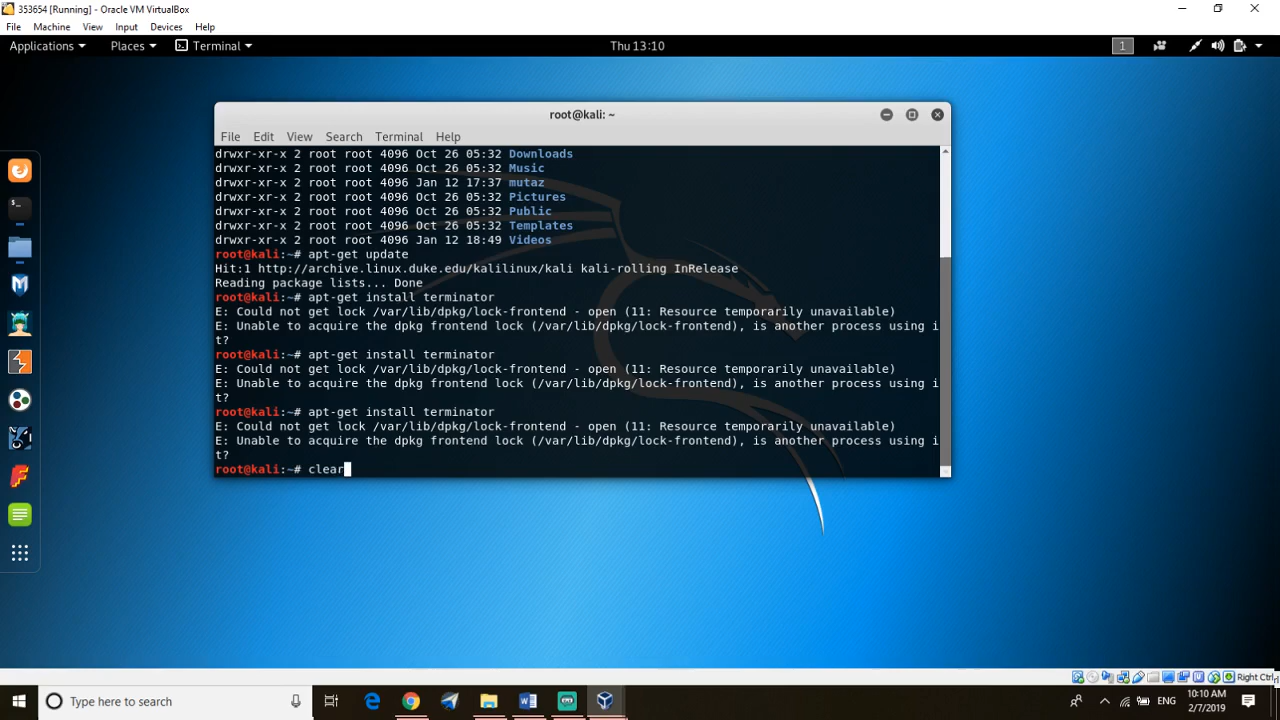 353654 [Running] - Oracle VM VirtualBox
File Machine View Input Devices Help
Applications Places Terminal Thu 13:10 1
root@kali: ~
File Edit View Search Terminal Help
drwxr-xr-x 2 root root 4096 Oct 26 05:32 Downloads
drwxr-xr-x 2 root root 4096 Oct 26 05:32 Music
drwxr-xr-x 2 root root 4096 Jan 12 17:37 mutaz
drwxr-xr-x 2 root root 4096 Oct 26 05:32 Pictures
drwxr-xr-x 2 root root 4096 Oct 26 05:32 Public
drwxr-xr-x 2 root root 4096 Oct 26 05:32 Templates
drwxr-xr-x 2 root root 4096 Jan 12 18:49 Videos
root@kali:~# apt-get update
Hit:1 http://archive.linux.duke.edu/kalilinux/kali kali-rolling InRelease
Reading package lists... Done
root@kali:~# apt-get install terminator
E: Could not get lock /var/lib/dpkg/lock-frontend - open (11: Resource temporarily unavailable)
E: Unable to acquire the dpkg frontend lock (/var/lib/dpkg/lock-frontend), is another process using i
t?
root@kali:~# apt-get install terminator
E: Could not get lock /var/lib/dpkg/lock-frontend - open (11: Resource temporarily unavailable)
E: Unable to acquire the dpkg frontend lock (/var/lib/dpkg/lock-frontend), is another process using i
t?
root@kali:~# apt-get install terminator
E: Could not get lock /var/lib/dpkg/lock-frontend - open (11: Resource temporarily unavailable)
E: Unable to acquire the dpkg frontend lock (/var/lib/dpkg/lock-frontend), is another process using i
t?
root@kali:~# clear
Right Ctrl
Type here to search
ENG
10:10 AM
2/7/2019